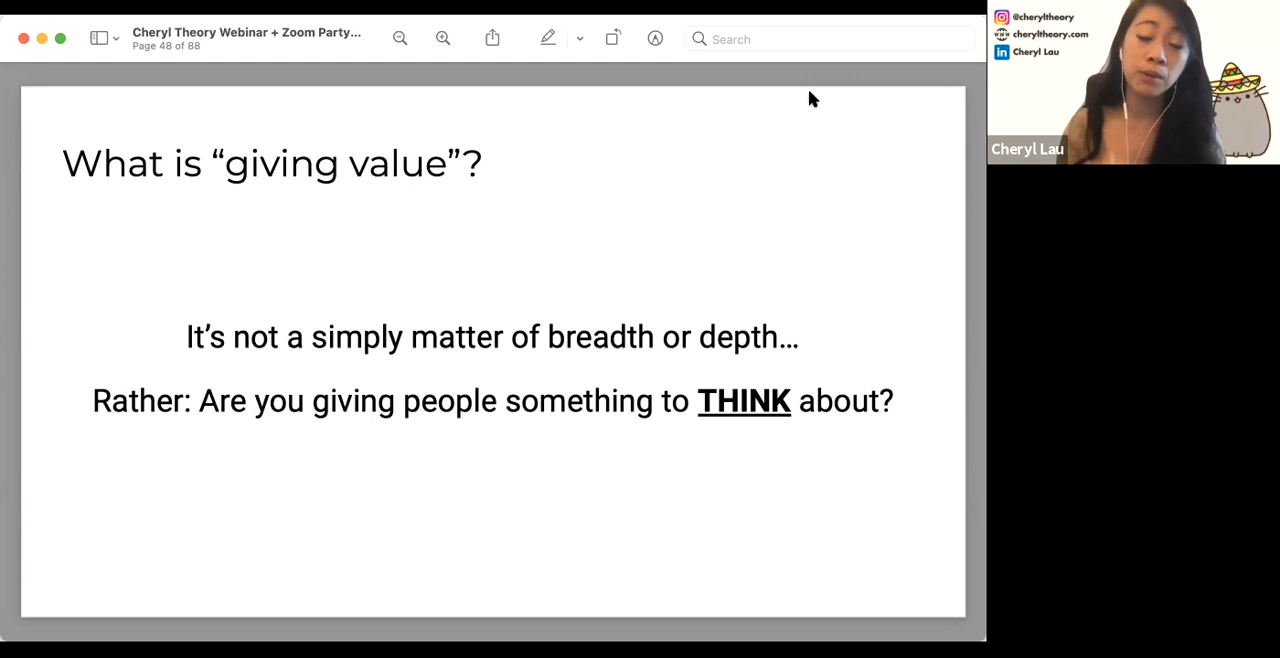 Cheryl Theory Webinar + Zoom Party...
Page 48 of 88
Search
@cheryltheory
cheryltheory.com
Cheryl Lau
Cheryl Lau
What is “giving value”?
It’s not a simply matter of breadth or depth...
Rather: Are you giving people something to THINK about?